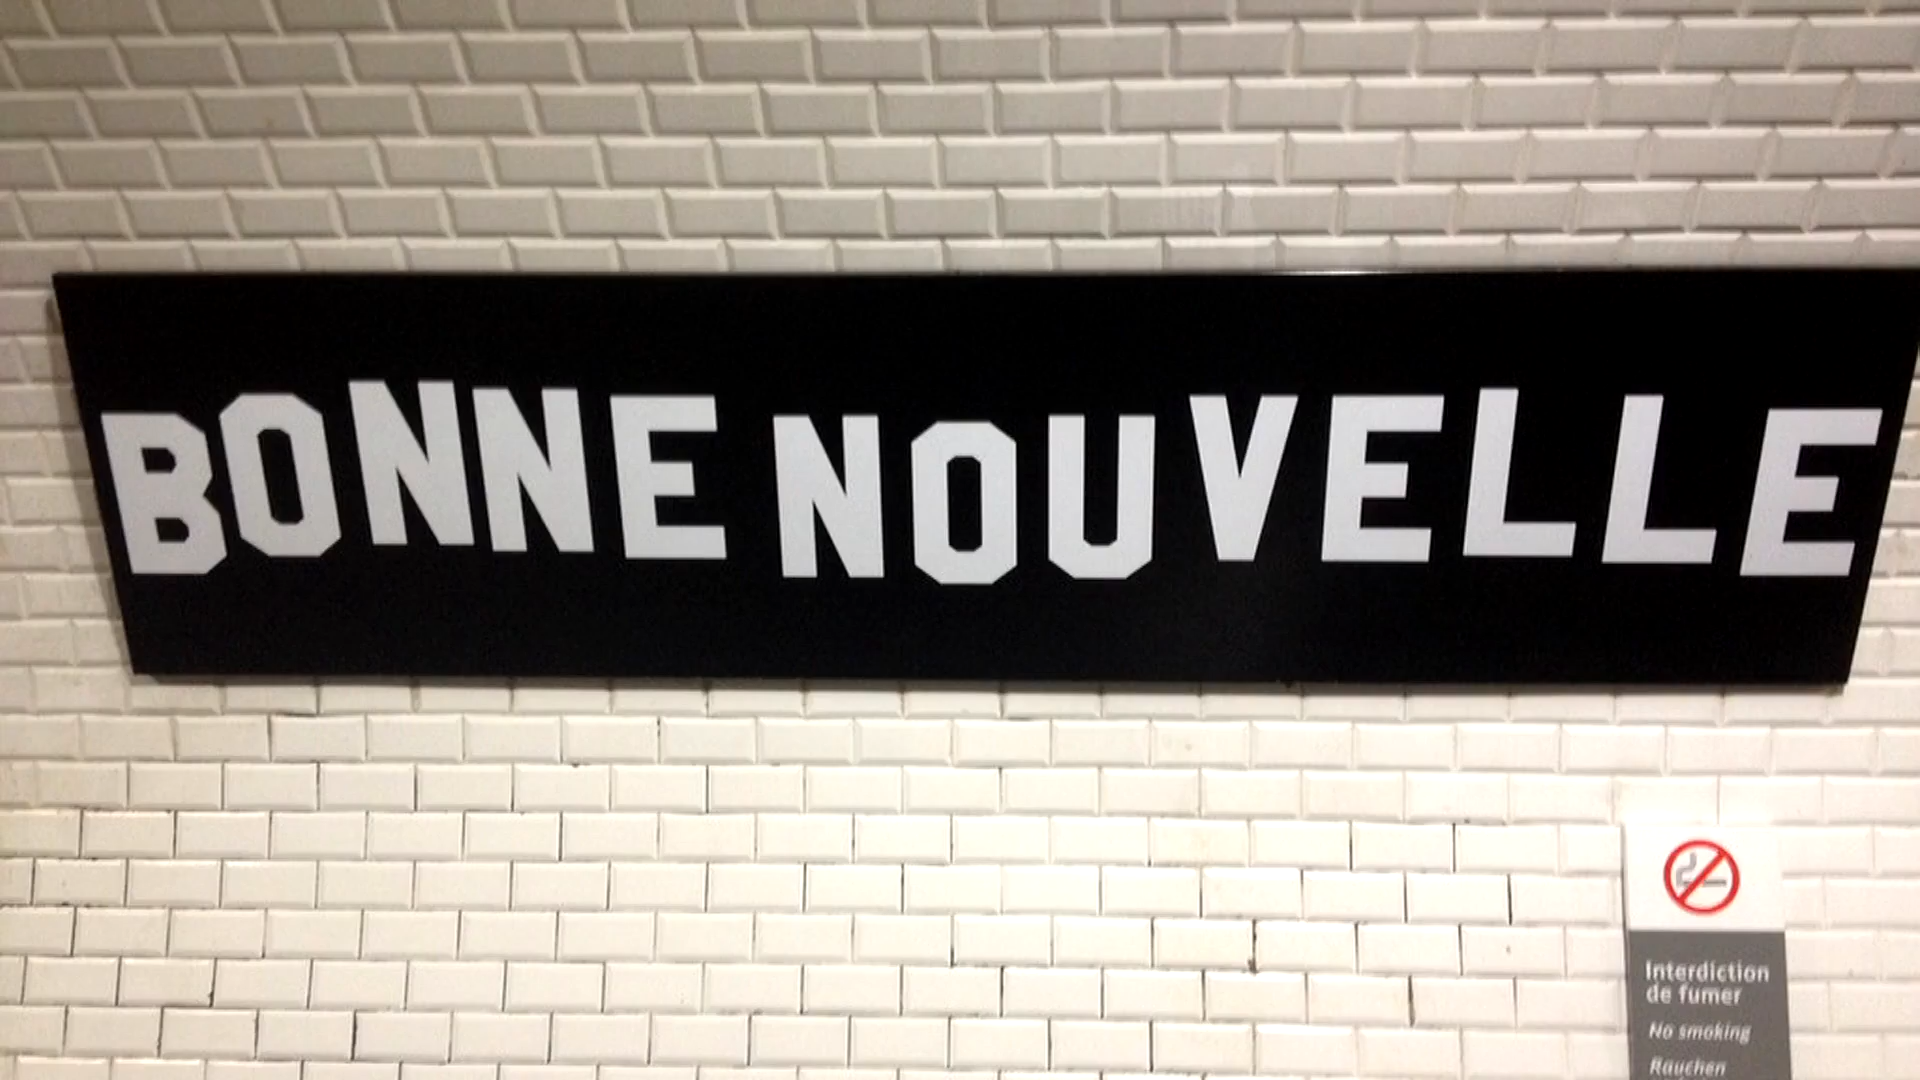 BONNE NOUVELLE
Interdiction
de fumer
No smoking
Rauchen